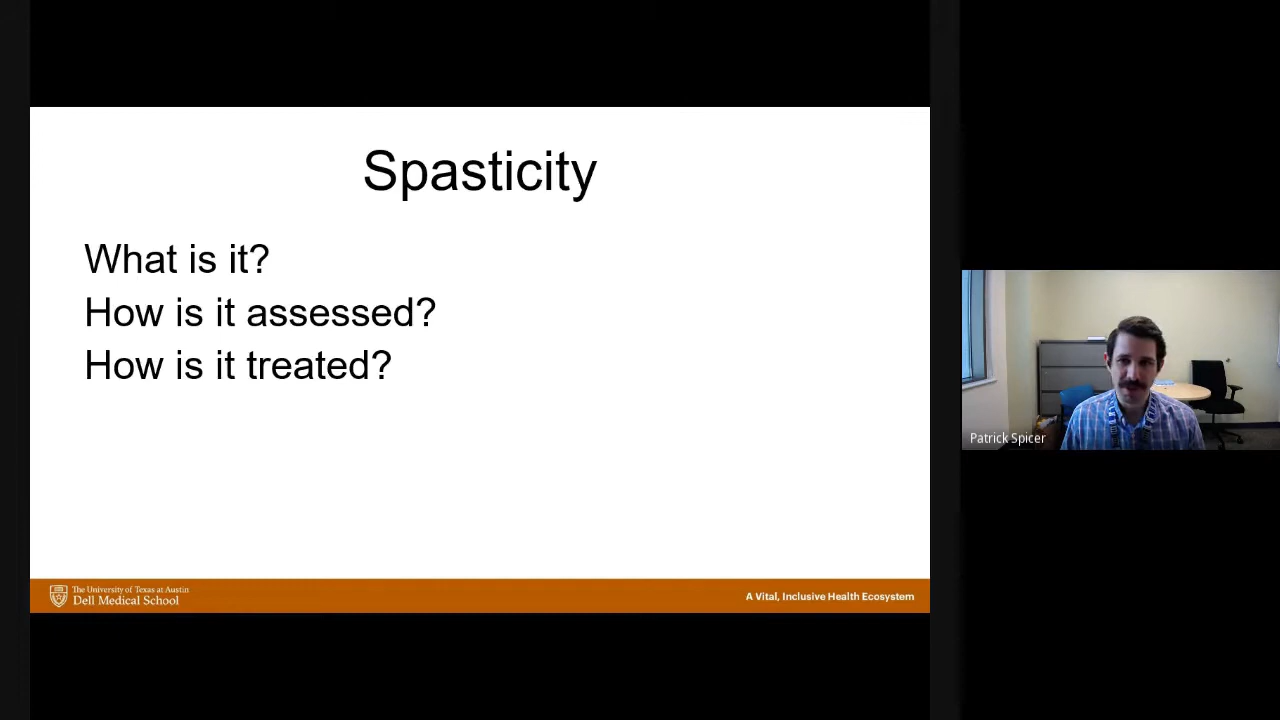 Spasticity
What is it?
How is it assessed?
How is it treated?
Patrick Spicer
The University of Texas at Austin
Dell Medical School
A Vital, Inclusive Health Ecosystem